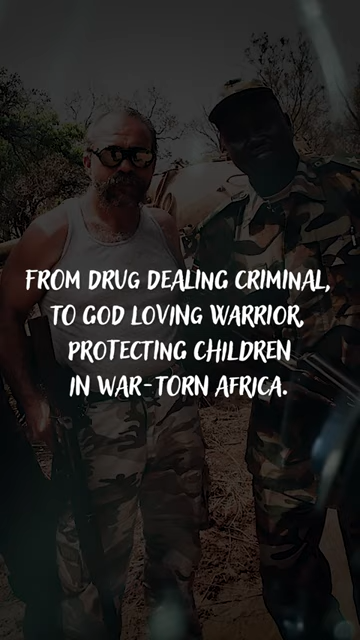 FROM DRUG DEALING CRIMINAL,
TO GOD LOVING WARRIOR,
PROTECTING CHILDREN
IN WAR-TORN AFRICA.